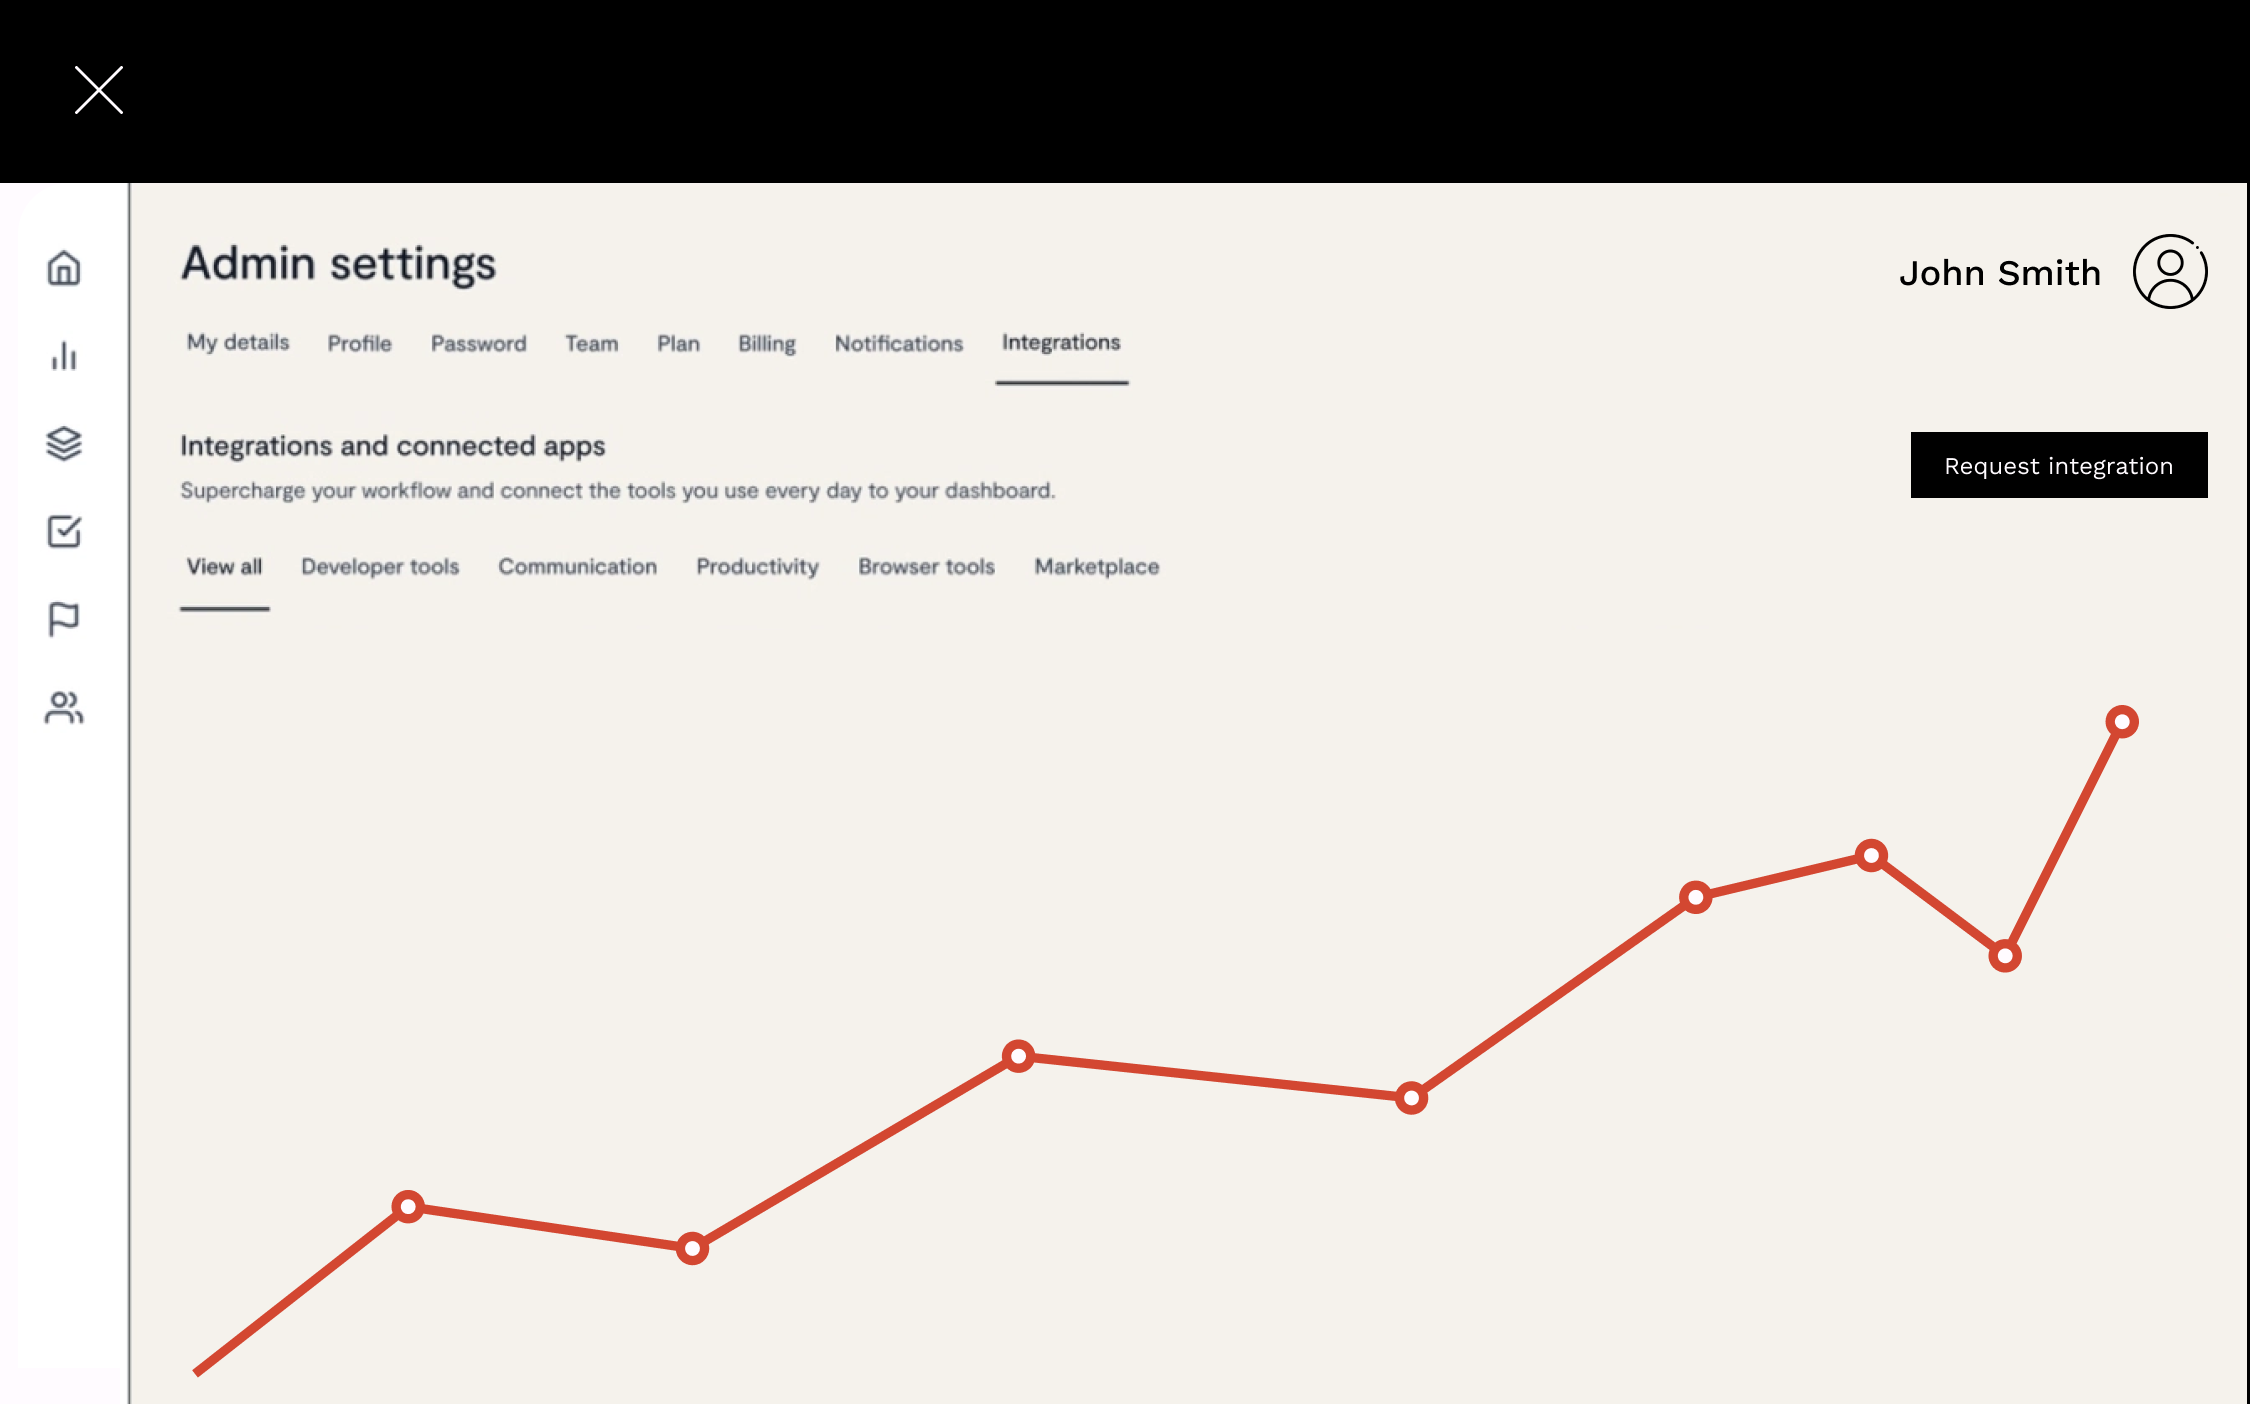 Admin settings
John Smith
My details Profile Password Team Plan Billing Notifications Integrations
Integrations and connected apps
Request integration
Supercharge your workflow and connect the tools you use every day to your dashboard.
View all Developer tools Communication Productivity Browser tools Marketplace